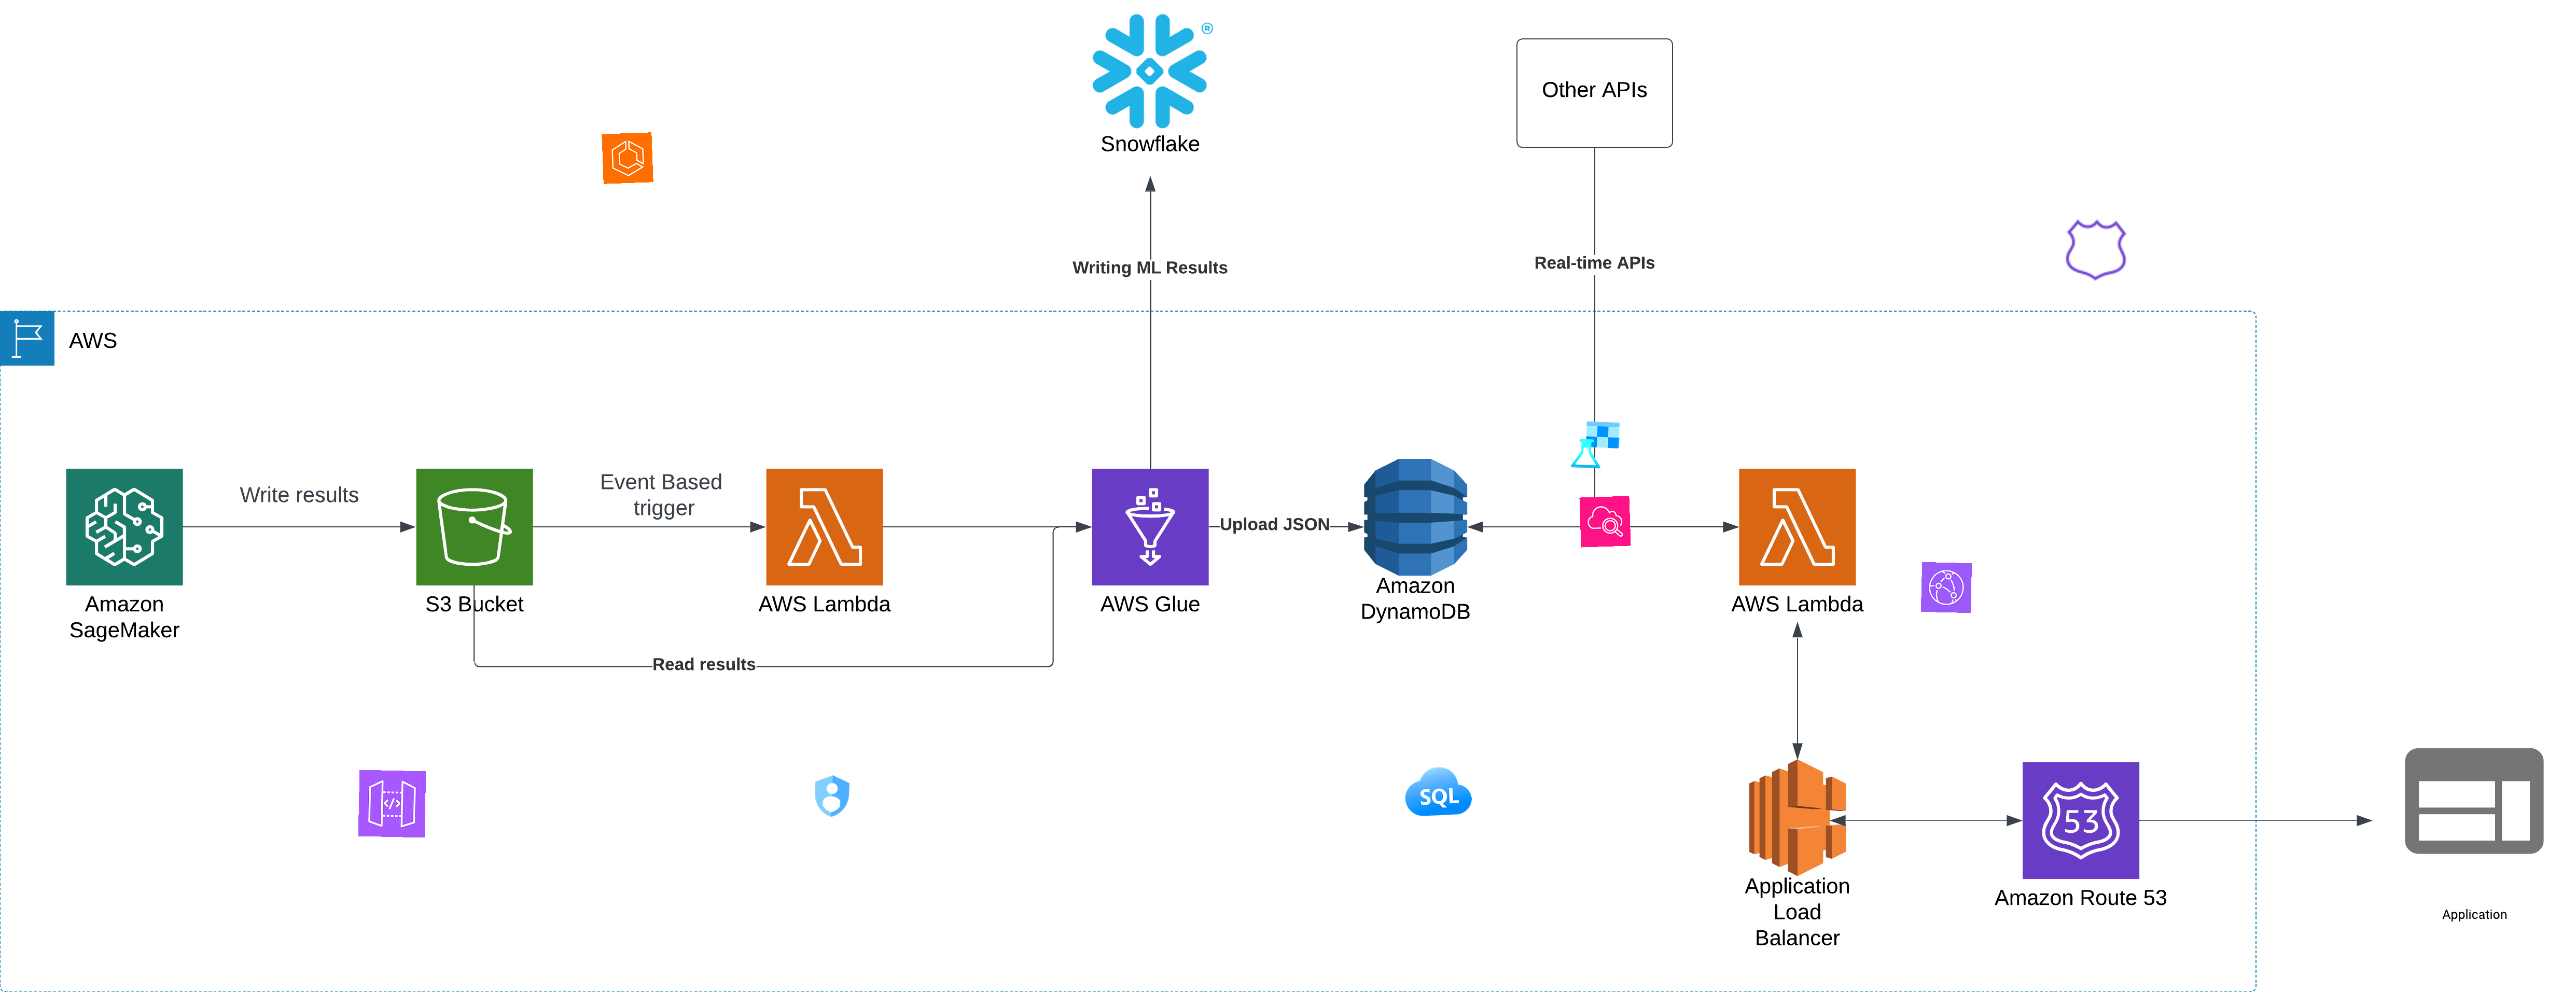 ®
Snowflake
Other APIs
Writing ML Results
Real-time APIs
AWS
Write results
Event Based
trigger
Upload JSON
Amazon
SageMaker
S3 Bucket
AWS Lambda
AWS Glue
Amazon
DynamoDB
AWS Lambda
Read results
</>
SQL
53
Application
Load
Balancer
Amazon Route 53
Application